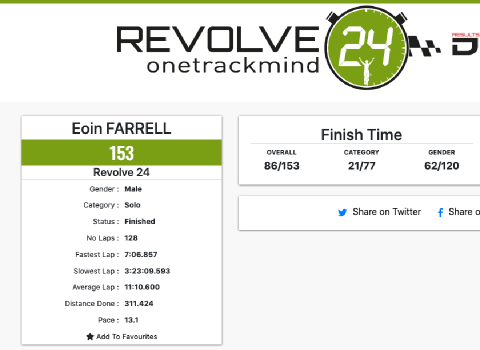 REVOLVE 24
onetrackmind
RESULTS
Eoin FARRELL
153
Revolve 24
Gender : Male
Category : Solo
Status : Finished
No Laps : 128
Fastest Lap : 7:06.857
Slowest Lap : 3:23:09.593
Average Lap : 11:10.600
Distance Done : 311.424
Pace : 13.1
Add To Favourites
Finish Time
OVERALL CATEGORY GENDER
86/153 21/77 62/120
Share on Twitter Share o